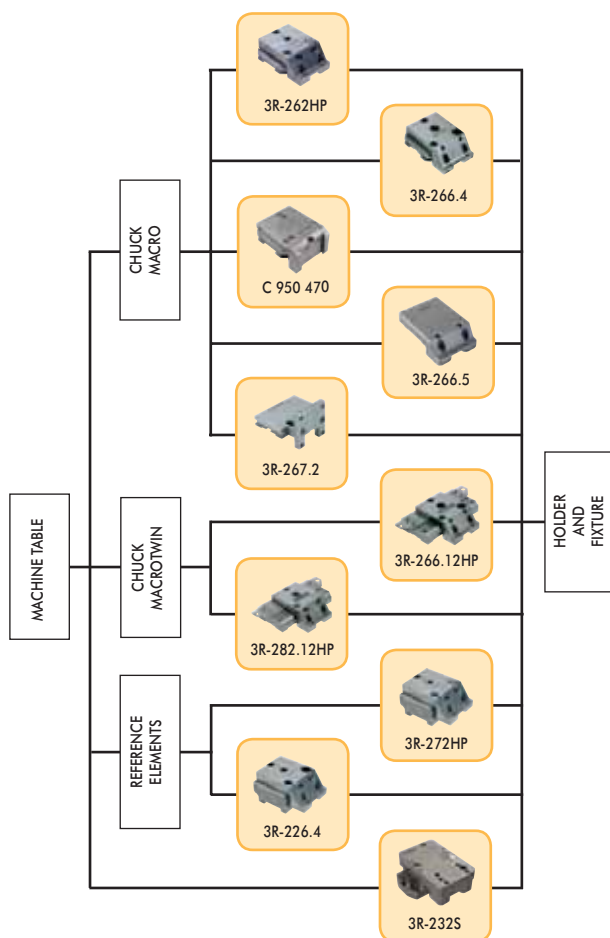 3R-262HP
3R-266.4
CHUCK
MACRO
C 950 470
3R-266.5
3R-267.2
MACHINE TABLE
CHUCK
MACROTWIN
3R-266.12HP
HOLDER
AND
FIXTURE
3R-282.12HP
REFERENCE
ELEMENTS
3R-272HP
3R-226.4
3R-232S